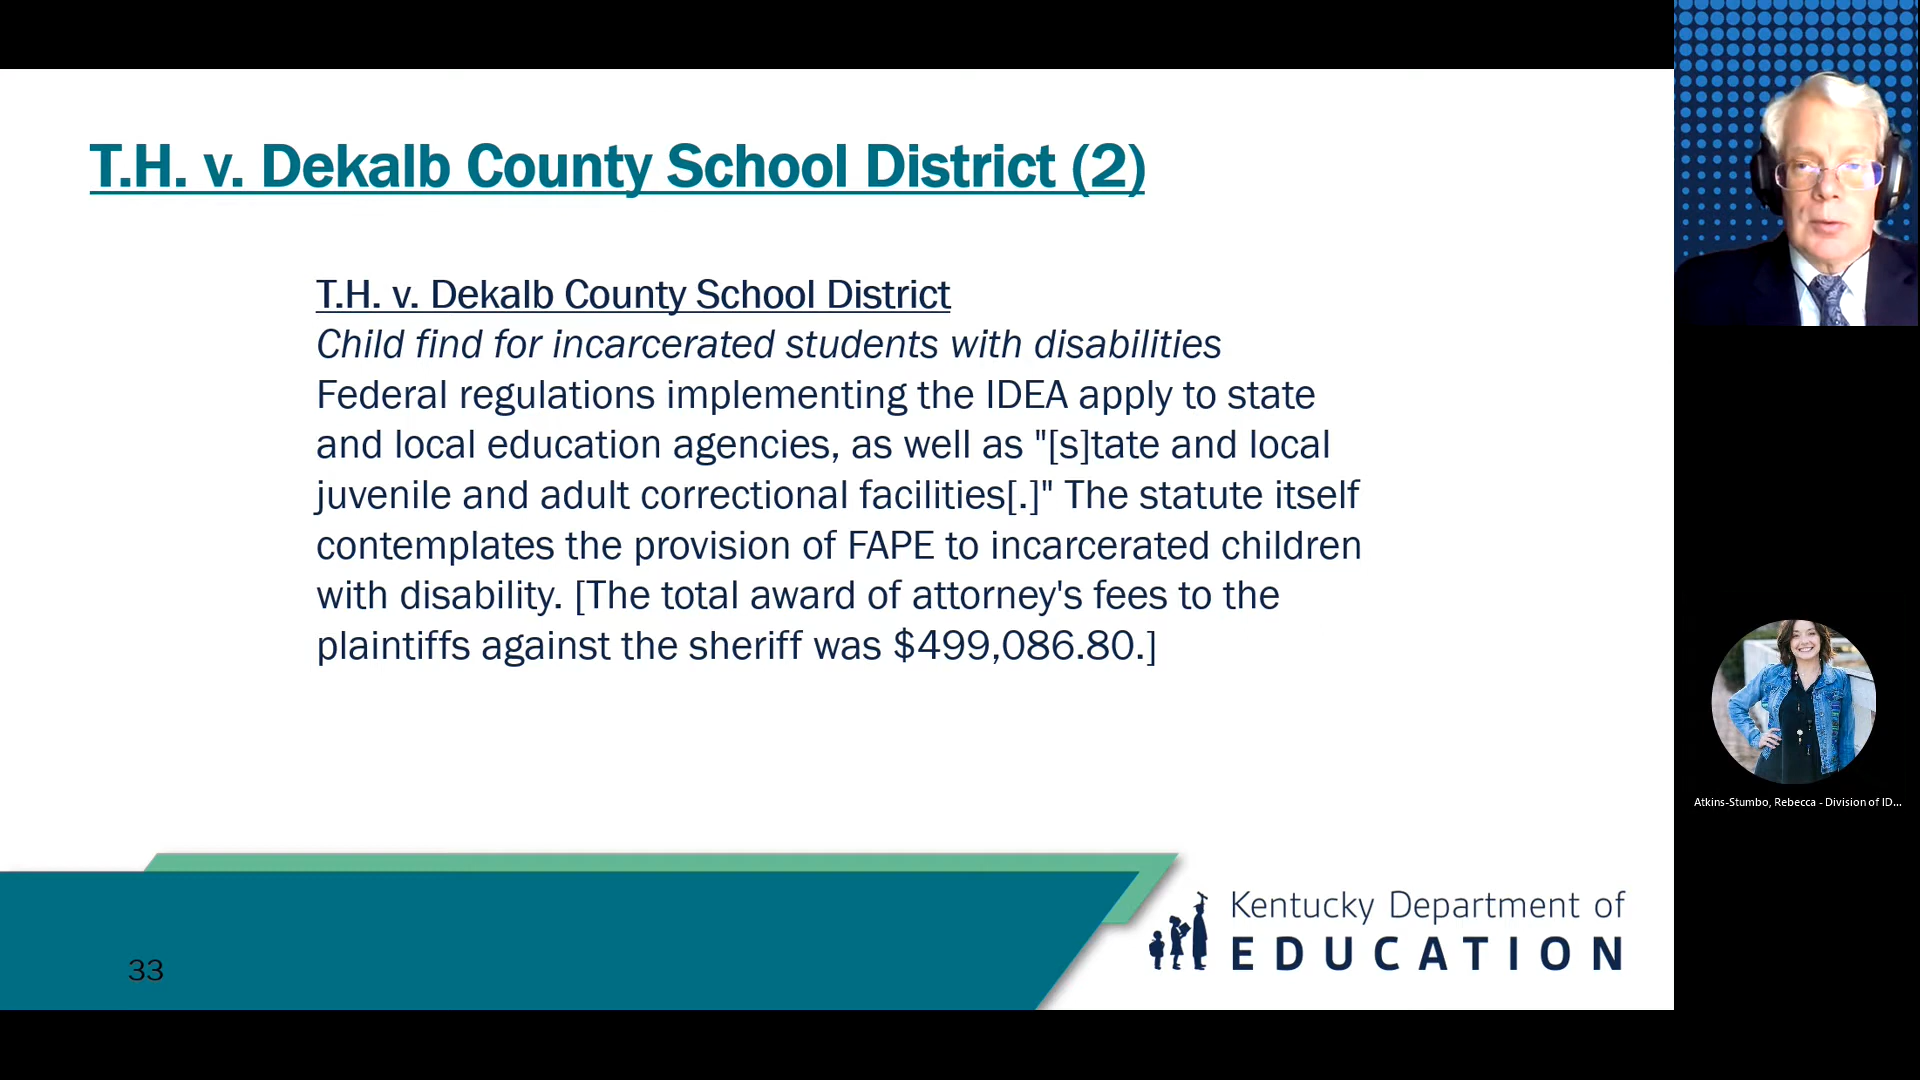 T.H. v. Dekalb County School District (2)
T.H. v. Dekalb County School District
Child find for incarcerated students with disabilities
Federal regulations implementing the IDEA apply to state
and local education agencies, as well as "[s]tate and local
juvenile and adult correctional facilities[.]" The statute itself
contemplates the provision of FAPE to incarcerated children
with disability. [The total award of attorney's fees to the
plaintiffs against the sheriff was $499,086.80.]
Atkins-Stumbo, Rebecca - Division of ID...
Kentucky Department of
EDUCATION
33